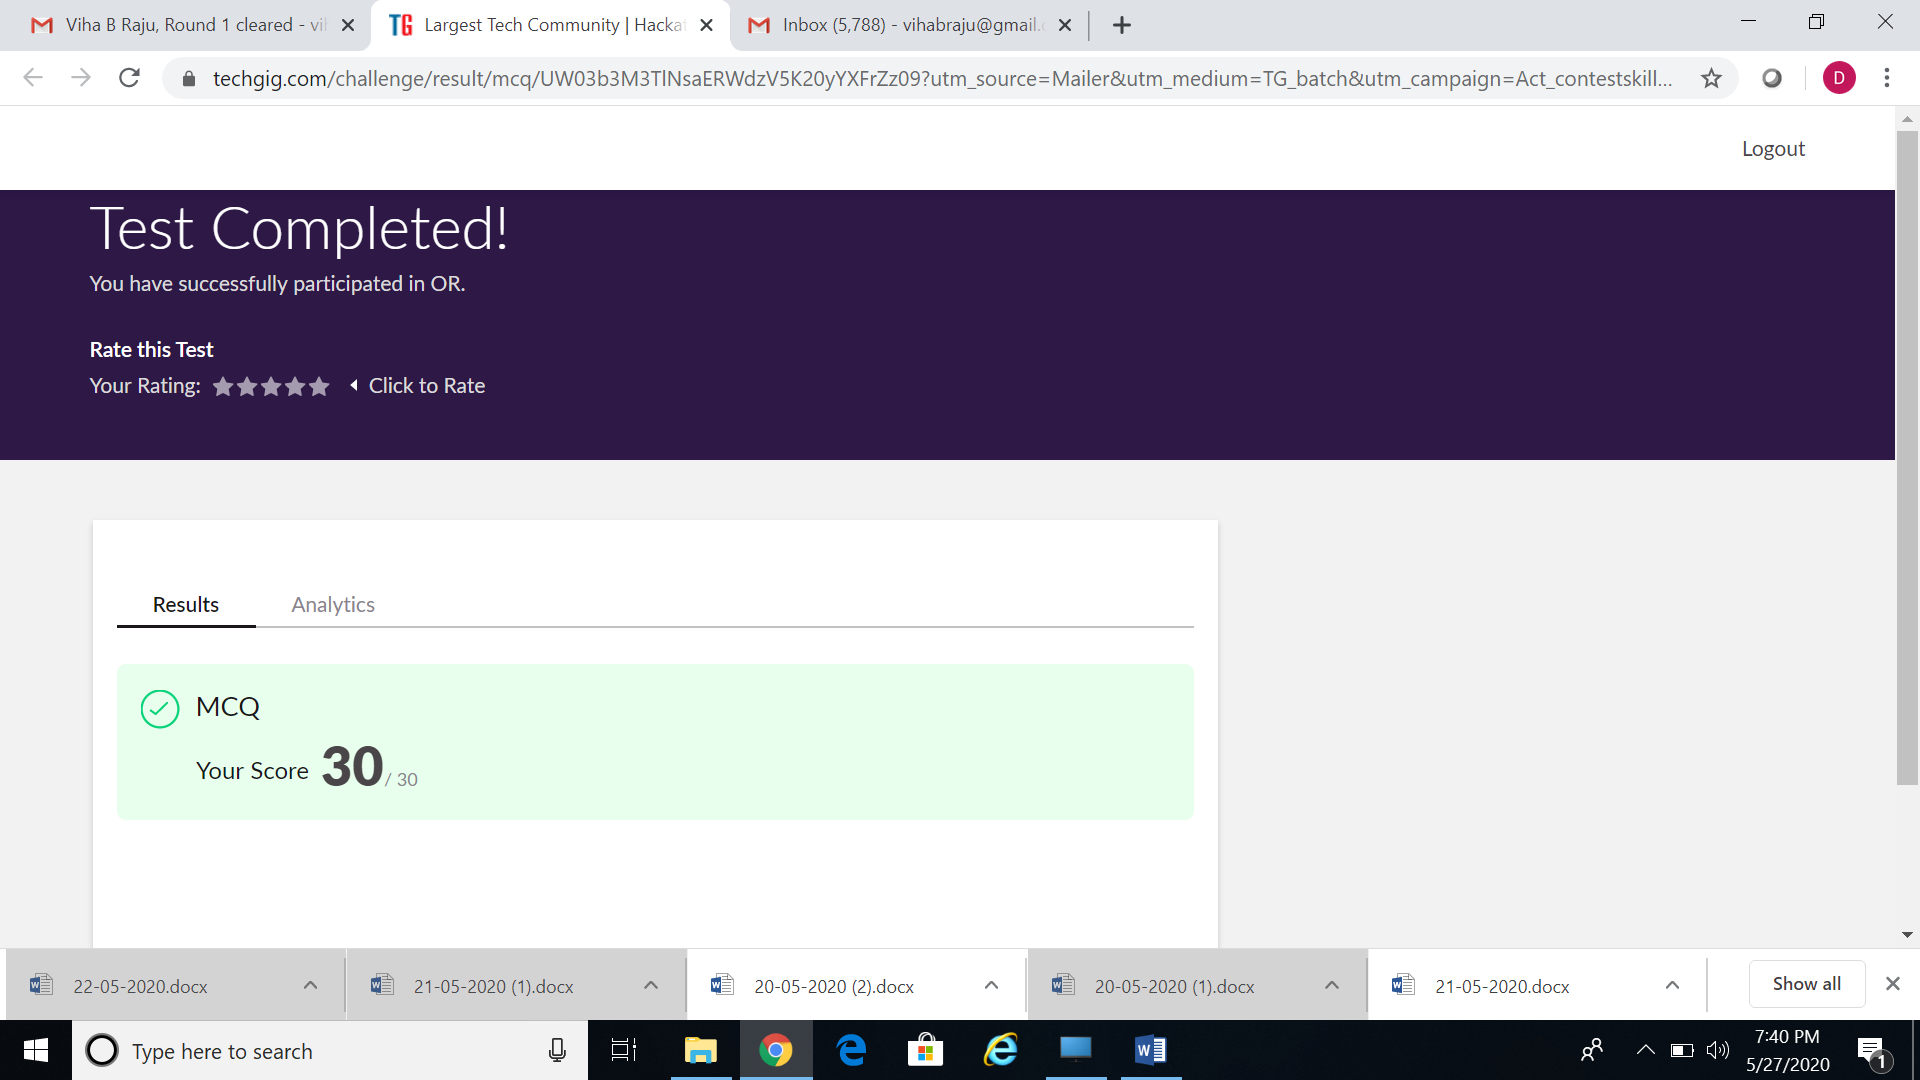 Viha B Raju, Round 1 cleared - vil
TG Largest Tech Community | Hacka
Inbox (5,788) - vihabraju@gmail.c
techgig.com/challenge/result/mcq/UW03b3M3TlNsaERWdzV5K20yYXFrZz09?utm_source=Mailer&utm_medium=TG_batch&utm_campaign=Act_contestskill...
D
Logout
Test Completed!
You have successfully participated in OR.
Rate this Test
Your Rating: Click to Rate
Results Analytics
MCQ
Your Score 30 / 30
22-05-2020.docx 21-05-2020 (1).docx 20-05-2020 (2).docx 20-05-2020 (1).docx 21-05-2020.docx Show all
Type here to search
7:40 PM
5/27/2020
1